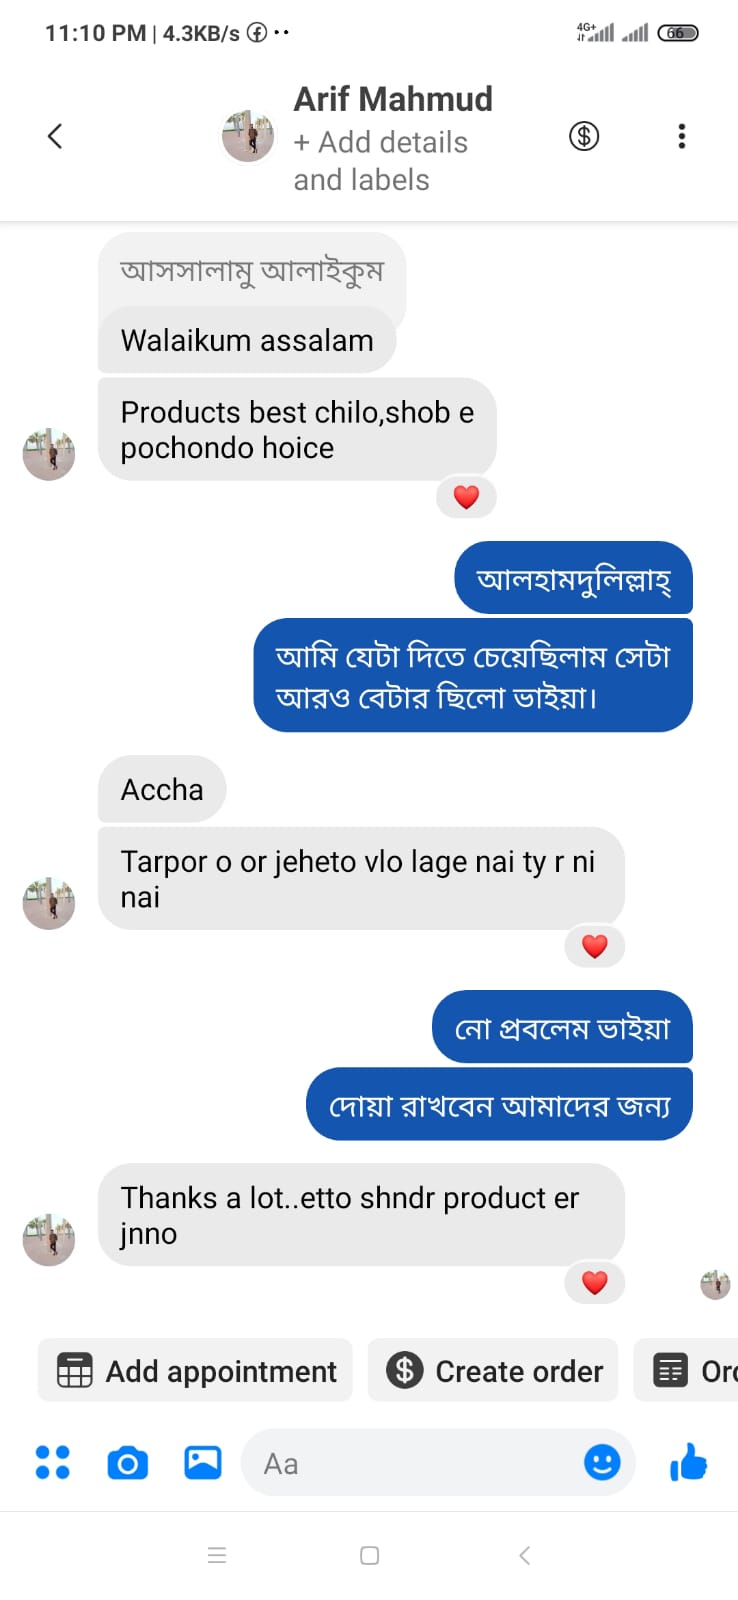 11:10 PM | 4.3KB/s
4G+
66
Arif Mahmud
+ Add details
and labels
আসসালামু আলাইকুম
Walaikum assalam
Products best chilo,shob e
pochondo hoice
আলহামদুলিল্লাহ্
আমি যেটা দিতে চেয়েছিলাম সেটা
আরও বেটার ছিলো ভাইয়া।
Accha
Tarpor o or jeheto vlo lage nai ty r ni
nai
নো প্রবলেম ভাইয়া
দোয়া রাখবেন আমাদের জন্য
Thanks a lot..etto shndr product er
jnno
Add appointment
Create order
Ord
Aa